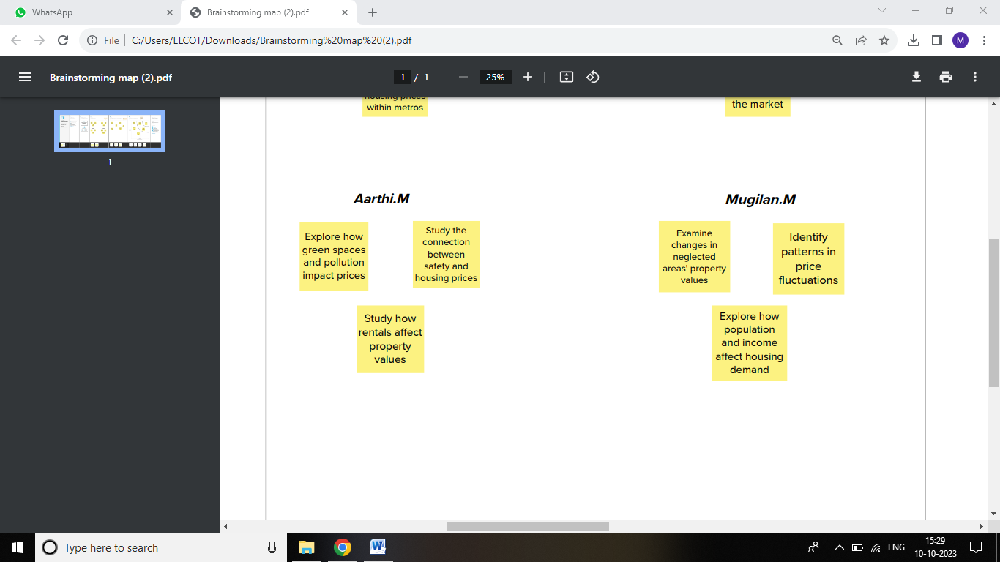 WhatsApp
Brainstorming map (2).pdf
File
C:/Users/ELCOT/Downloads/Brainstorming%20map%20(2).pdf
M
Brainstorming map (2).pdf
1 / 1
25%
1
housing prices
within metros
the market
Aarthi.M
Explore how
green spaces
and pollution
impact prices
Study the
connection
between
safety and
housing prices
Study how
rentals affect
property
values
Mugilan.M
Examine
changes in
neglected
areas' property
values
Identify
patterns in
price
fluctuations
Explore how
population
and income
affect housing
demand
Type here to search
ENG
15:29
10-10-2023